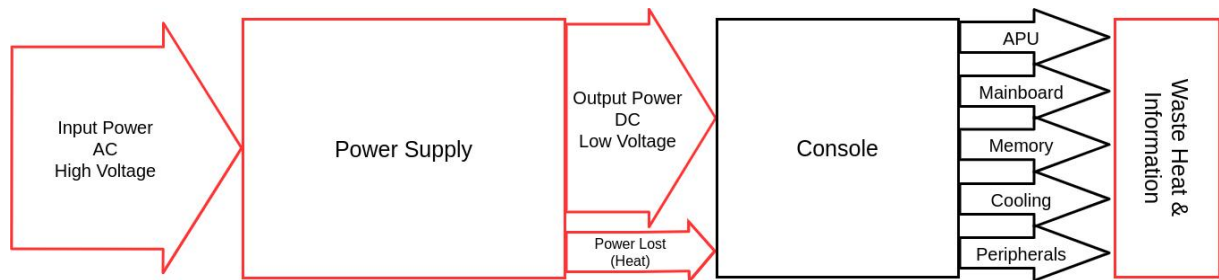 Input Power
AC
High Voltage
Power Supply
Output Power
DC
Low Voltage
Power Lost
(Heat)
Console
APU
Mainboard
Memory
Cooling
Peripherals
Waste Heat &
Information